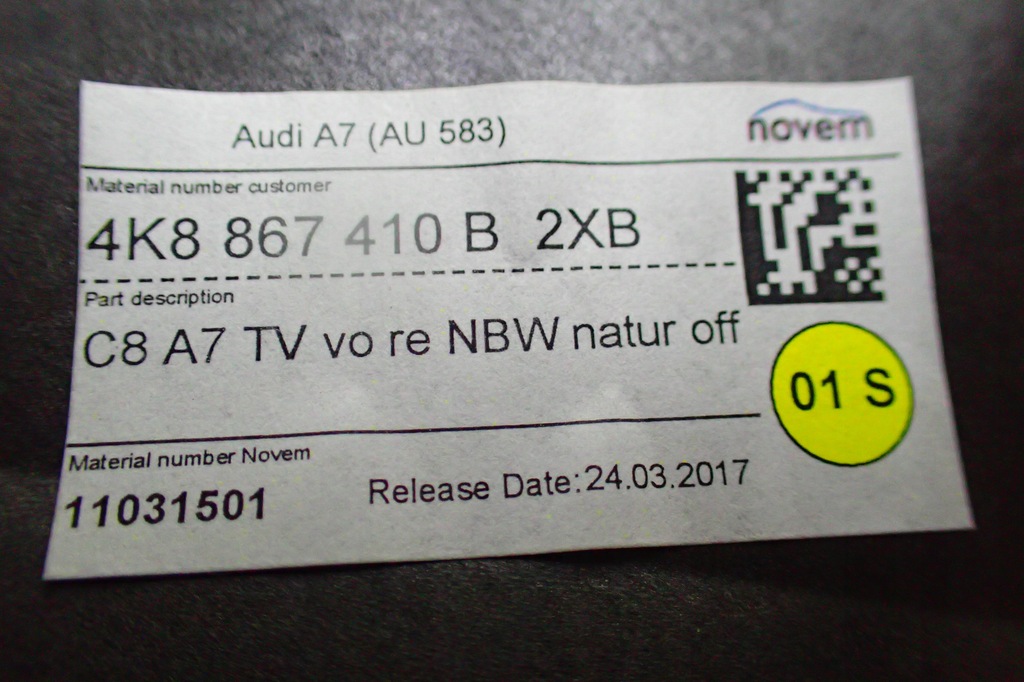 Audi A7 (AU 583)
novem
Material number customer
4K8 867 410 B 2XB
Part description
C8 A7 TV vo re NBW natur off
01 S
Material number Novem
11031501
Release Date:24.03.2017